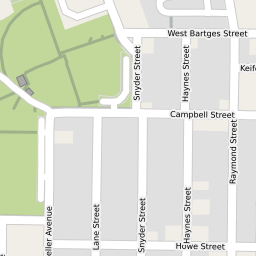 West Bartges Street
Snyder Street
Haynes Street
Keife
Campbell Street
Raymond Street
eller Avenue
Lane Street
Snyder Street
Haynes Street
Howe Street